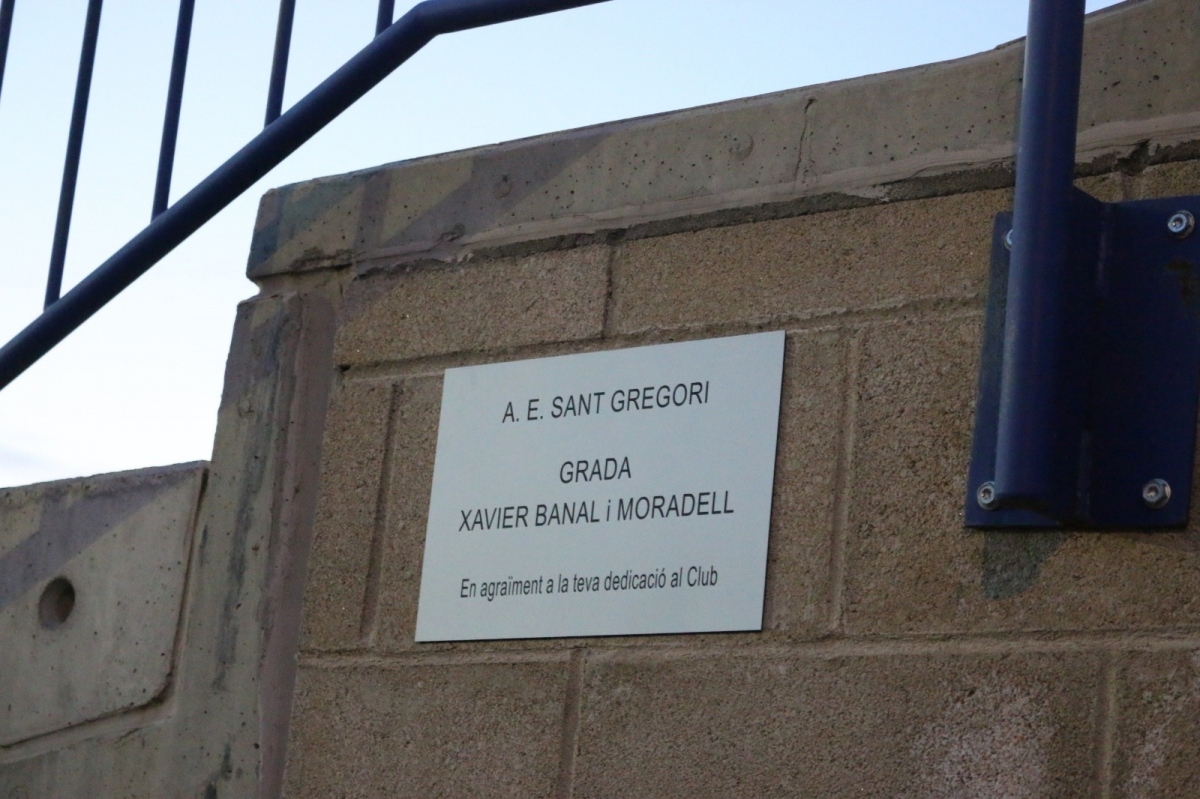 A. E. SANT GREGORI
GRADA
XAVIER BANAL i MORADELL
En agraïment a la teva dedicació al Club